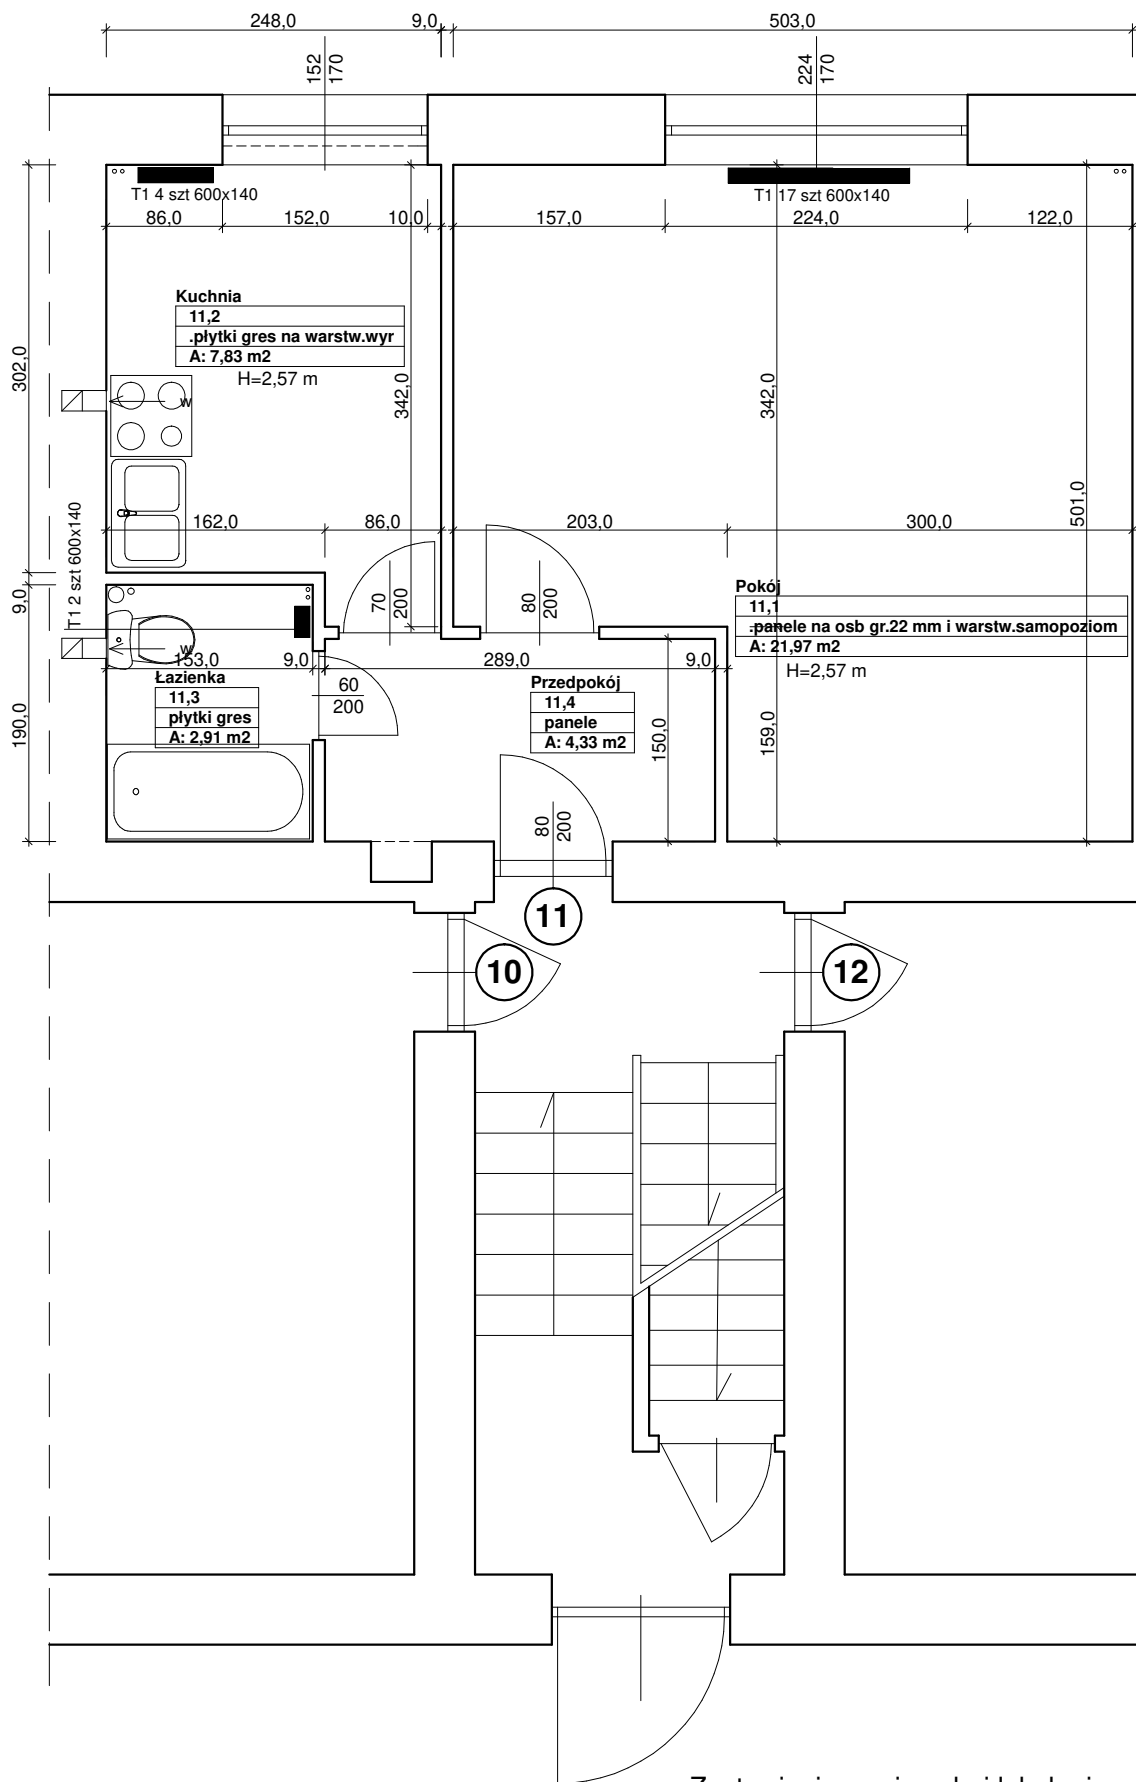 248,0 9,0 503,0
152 170
224 170
T1 4 szt 600x140
T1 17 szt 600x140
86,0 152,0 10,0 157,0 224,0 122,0
Kuchnia
11,2
.płytki gres na warstw.wyr
A: 7,83 m2
H=2,57 m
302,0
342,0
342,0
w
501,0
T1 2 szt 600x140
162,0 86,0 203,0 300,0
9,0
70 200
80 200
Pokój
11,1
.panele na osb gr.22 mm i warstw.samopoziom
A: 21,97 m2
H=2,57 m
w
153,0 9,0 289,0 9,0
Łazienka
11,3
płytki gres
A: 2,91 m2
60
200
Przedpokój
11,4
panele
A: 4,33 m2
190,0
150,0
159,0
80 200
11
10
12